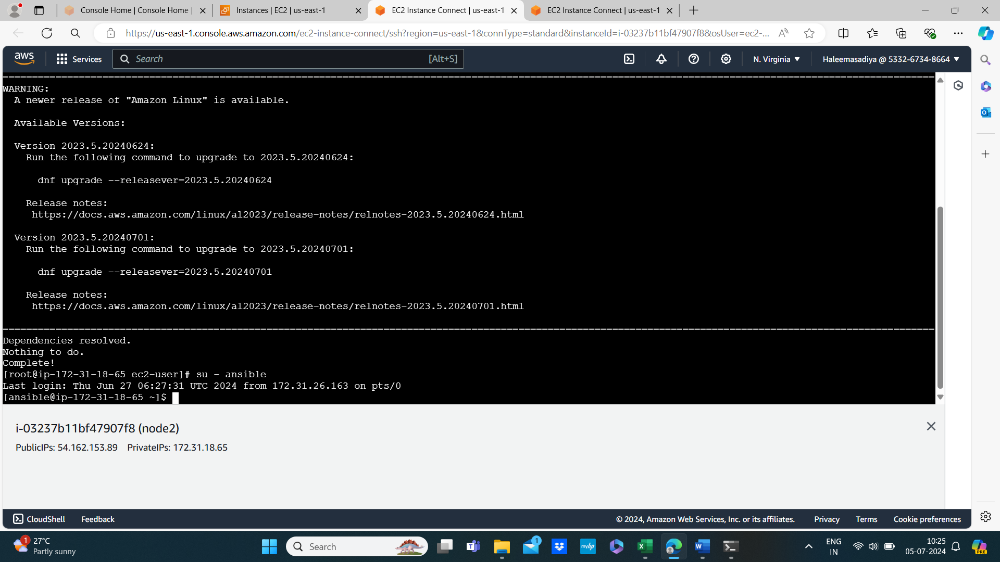 Console Home | Console Home |
Instances | EC2 | us-east-1
EC2 Instance Connect | us-east-1
EC2 Instance Connect | us-east-1
https://us-east-1.console.aws.amazon.com/ec2-instance-connect/ssh?region=us-east-1&connType=standard&instanceId=i-03237b11bf47907f8&osUser=ec2-...
aws
Services
Search
[Alt+S]
N. Virginia
Haleemasadiya @ 5332-6734-8664
WARNING:
A newer release of "Amazon Linux" is available.
Available Versions:
Version 2023.5.20240624:
Run the following command to upgrade to 2023.5.20240624:
dnf upgrade --releasever=2023.5.20240624
Release notes:
https://docs.aws.amazon.com/linux/al2023/release-notes/relnotes-2023.5.20240624.html
Version 2023.5.20240701:
Run the following command to upgrade to 2023.5.20240701:
dnf upgrade --releasever=2023.5.20240701
Release notes:
https://docs.aws.amazon.com/linux/al2023/release-notes/relnotes-2023.5.20240701.html
Dependencies resolved.
Nothing to do.
Complete!
[root@ip-172-31-18-65 ec2-user]# su - ansible
Last login: Thu Jun 27 06:27:31 UTC 2024 from 172.31.26.163 on pts/0
[ansible@ip-172-31-18-65 ~]$
i-03237b11bf47907f8 (node2)
PublicIPs: 54.162.153.89 PrivateIPs: 172.31.18.65
CloudShell
Feedback
© 2024, Amazon Web Services, Inc. or its affiliates.
Privacy
Terms
Cookie preferences
1
27°C
Partly sunny
Search
1
myhp
ENG
IN
10:25
05-07-2024
PRE